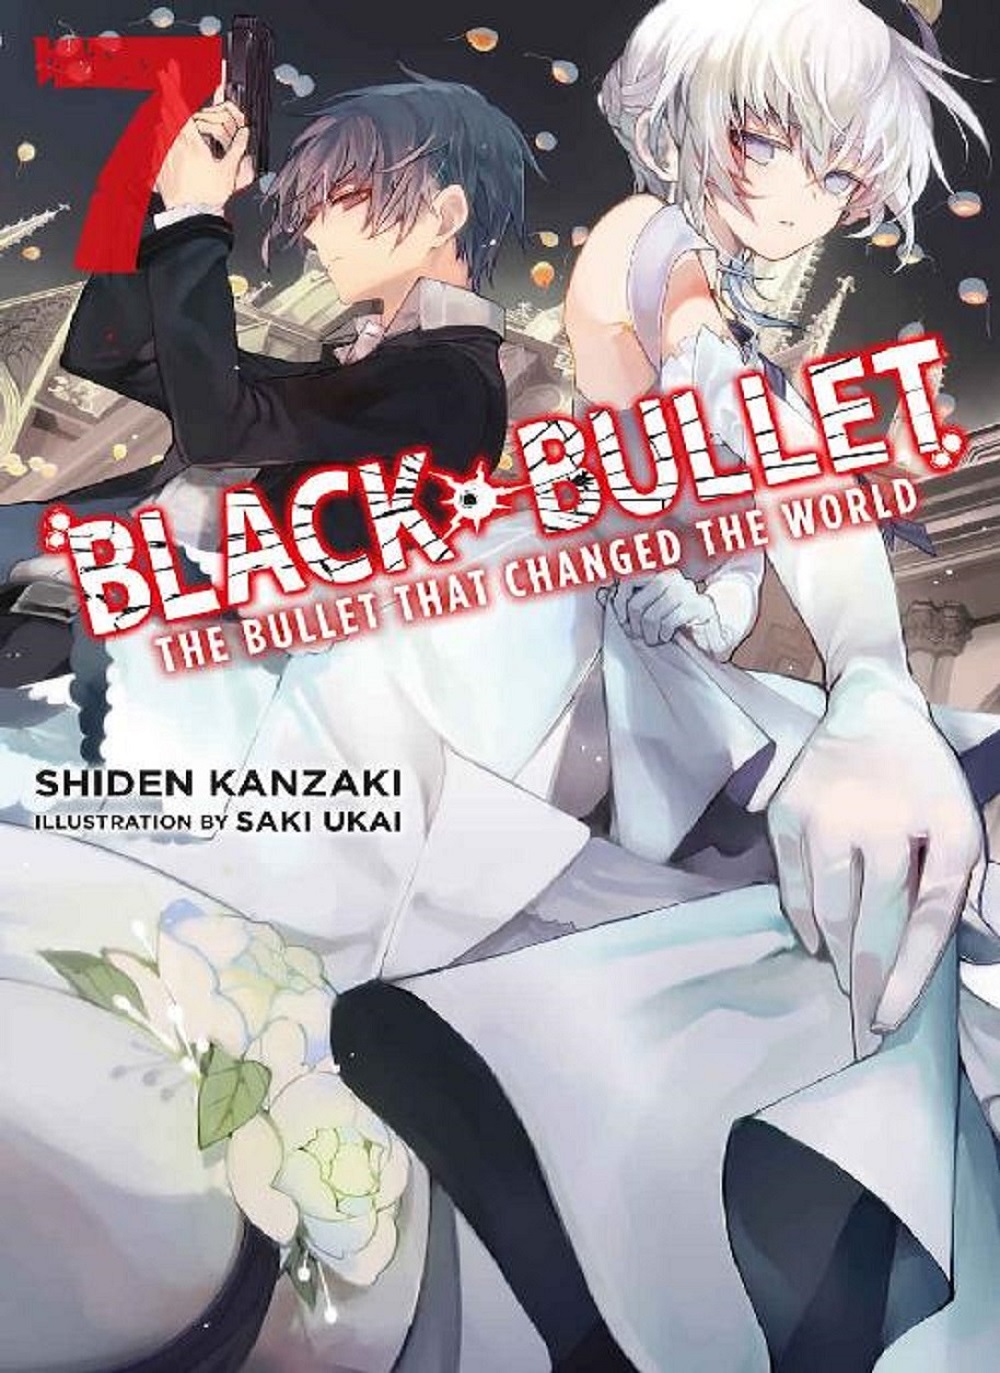 7
BLACK BULLET
THE BULLET THAT CHANGED THE WORLD
SHIDEN KANZAKI
ILLUSTRATION BY SAKI UKAI